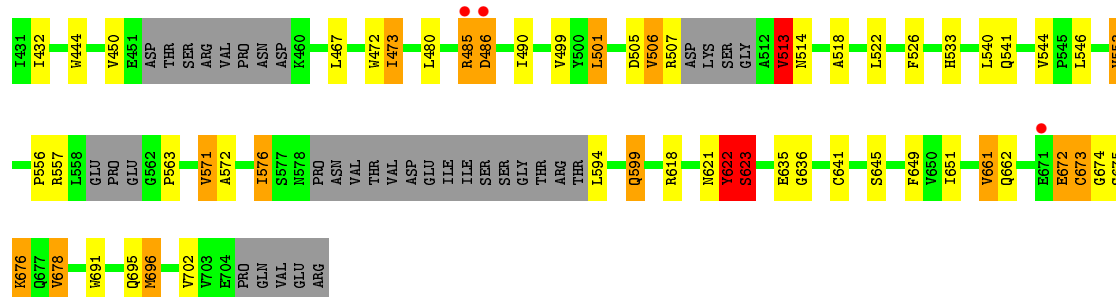 I431 I432 W444 V450 E451 ASP THR SER ARG VAL PRO ASN ASP K460 L467 W472 I473 L480 R485 D486 I490 V499 Y500 L501 D505 V506 R507 ASP LYS SER GLY A512 V513 N514 A518 L522 F526 H533 L540 Q541 V544 P545 L546
P556 R557 L558 GLU PRO GLU G562 P563 V571 A572 I576 S577 N578 PRO ASN VAL THR VAL ASP GLU ILE ILE SER SER GLY THR ARG THR L594 Q599 R618 N621 Y622 S623 E635 G636 C641 S645 F649 V650 I651 V661 Q662 E671 E672 C673 G674
K676 Q677 V678 W691 Q695 M696 V702 V703 E704 PRO GLN VAL GLU ARG